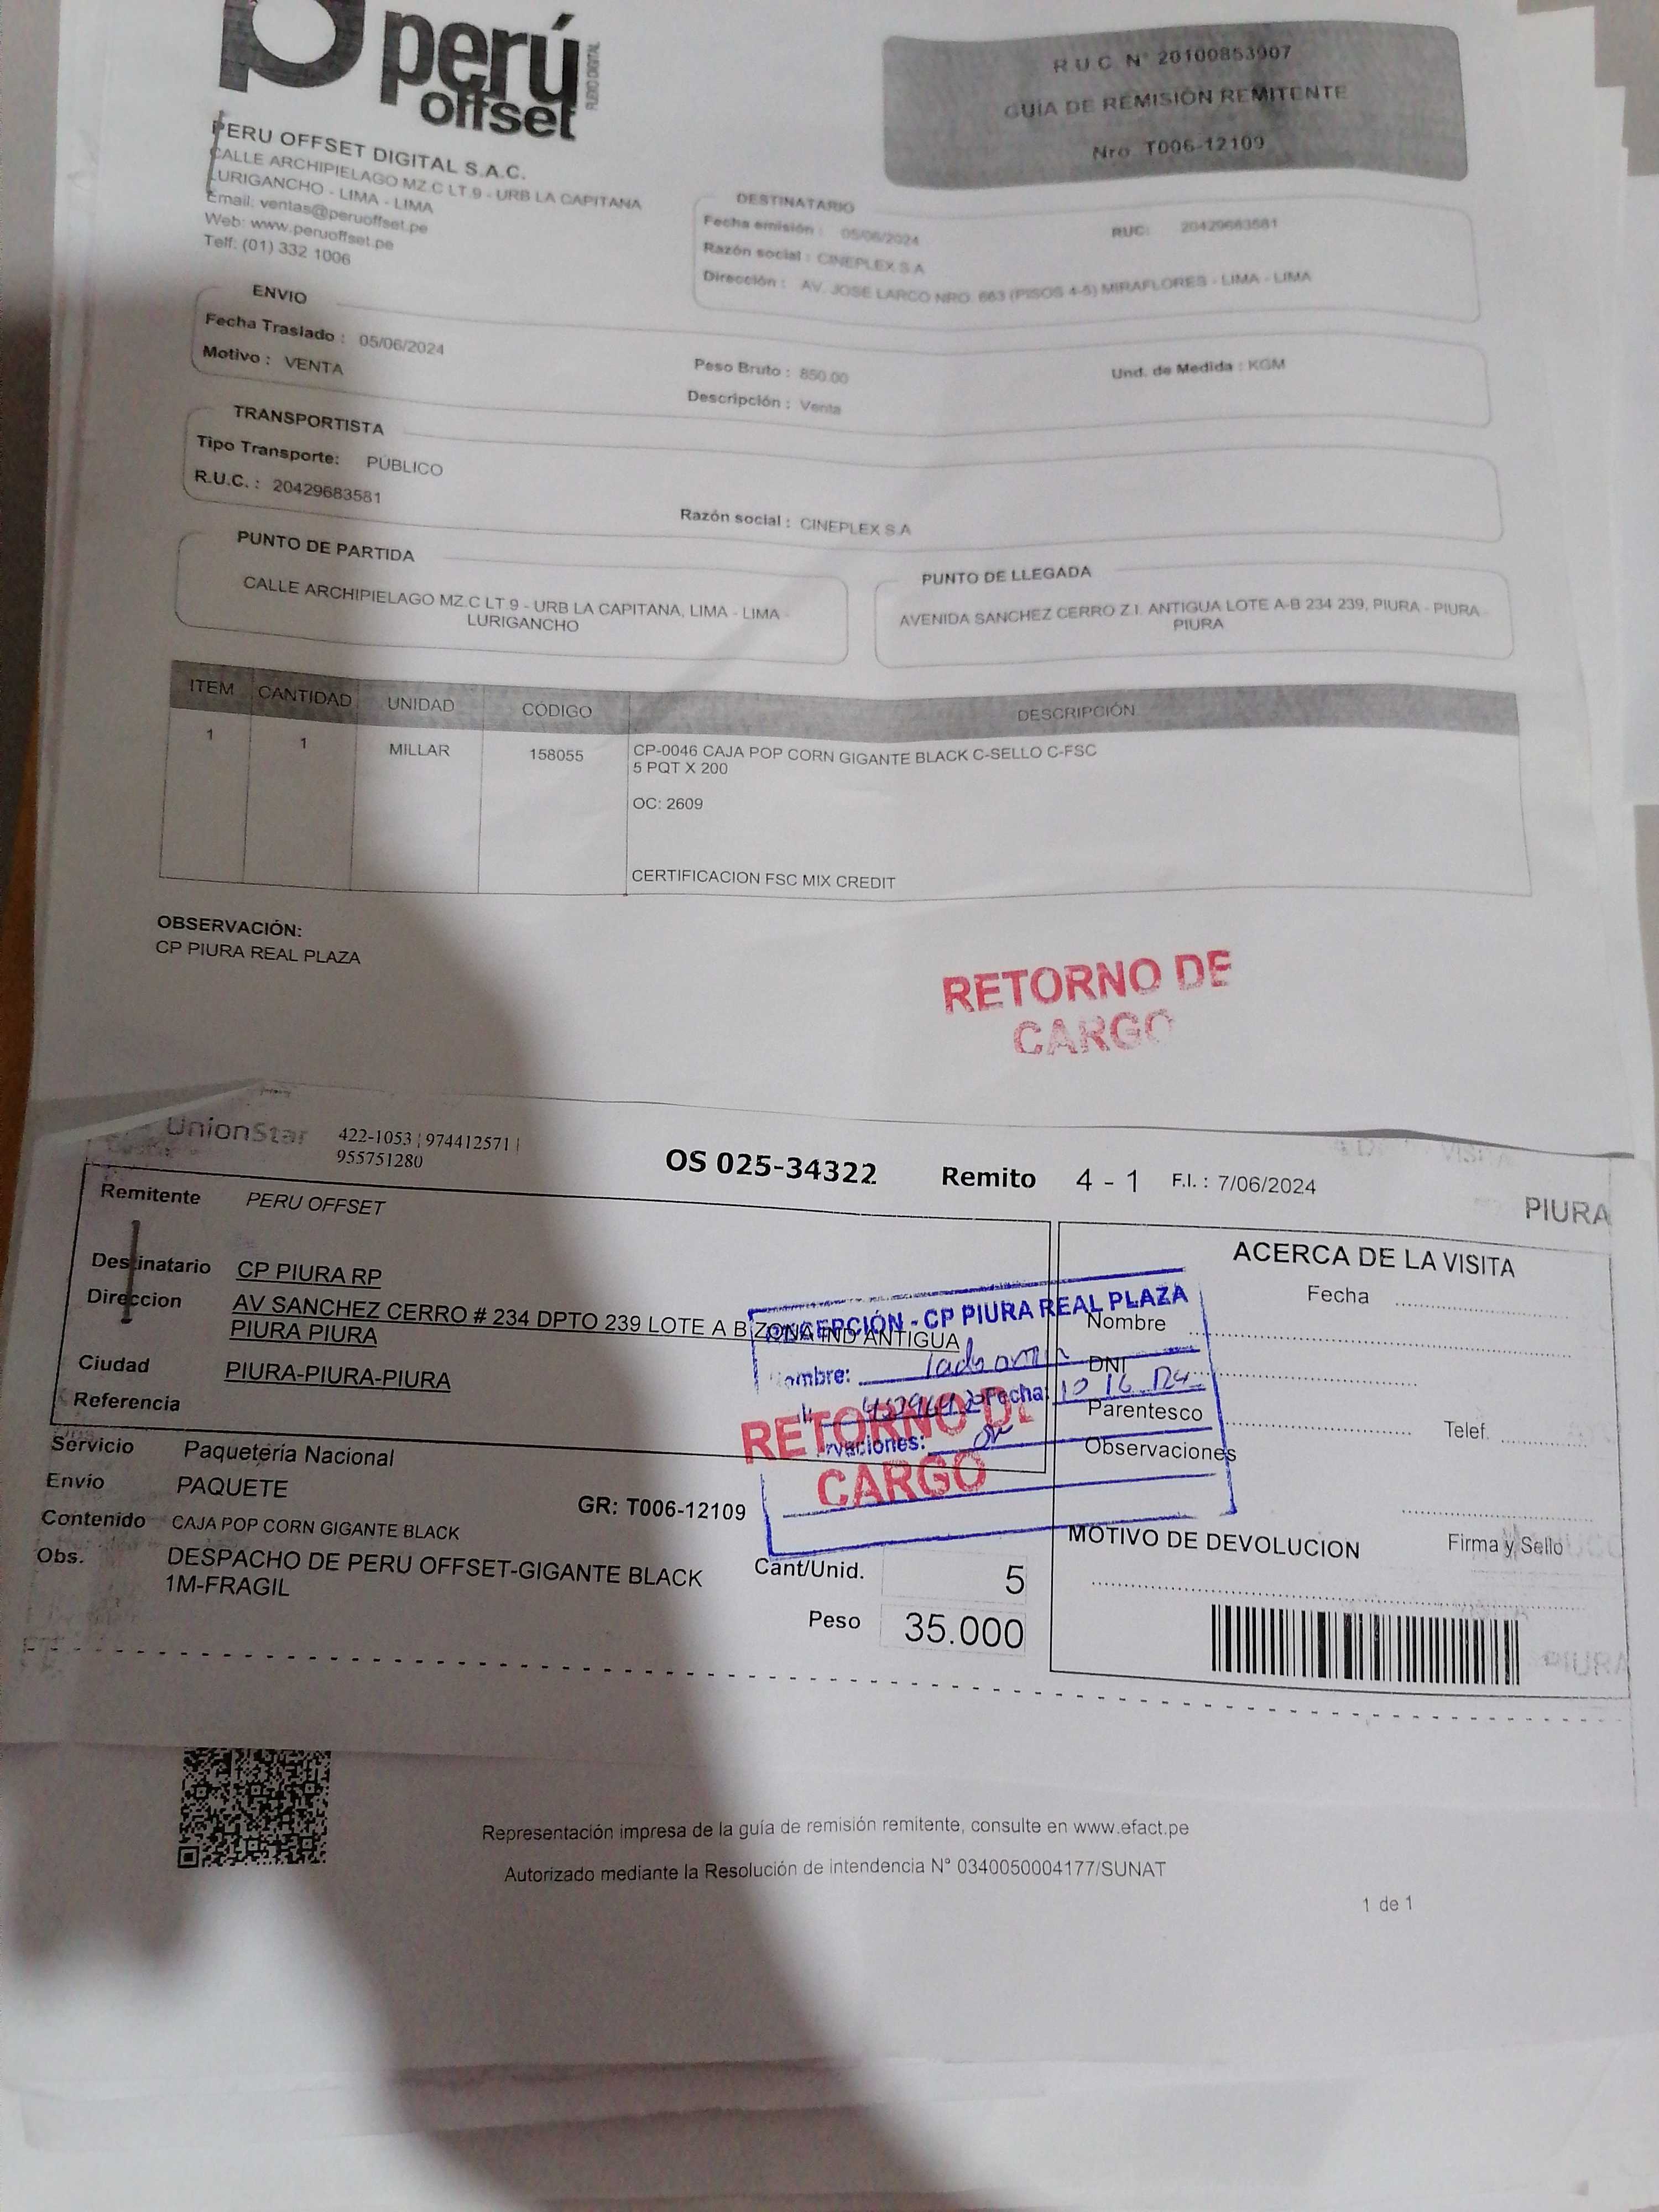 perú
offset
FLEXO DIGITAL
PERU OFFSET DIGITAL S.A.C.
CALLE ARCHIPIELAGO MZ.C LT.9 - URB LA CAPITANA
LURIGANCHO - LIMA - LIMA
Email: ventas@peruoffset.pe
Web: www.peruoffset.pe
Telf: (01) 332 1006
R.U.C. N° 20100853907
GUIA DE REMISIÓN REMITENTE
Nro. T006-12109
DESTINATARIO
Fecha emisión : 05/06/2024 RUC: 20429683581
Razón social : CINEPLEX S A
Dirección : AV. JOSE LARCO NRO. 663 (PISOS 4-5) MIRAFLORES - LIMA - LIMA
ENVIO
Fecha Traslado : 05/06/2024 Peso Bruto : 850.00 Und. de Medida : KGM
Motivo : VENTA Descripción : Venta
TRANSPORTISTA
Tipo Transporte: PÚBLICO
R.U.C. : 20429683581 Razón social : CINEPLEX S A
PUNTO DE PARTIDA
CALLE ARCHIPIELAGO MZ.C LT 9 - URB LA CAPITANA, LIMA - LIMA -
LURIGANCHO
PUNTO DE LLEGADA
AVENIDA SANCHEZ CERRO Z.I. ANTIGUA LOTE A-B 234 239, PIURA - PIURA
PIURA
ITEM CANTIDAD UNIDAD CÓDIGO DESCRIPCIÓN
1 1 MILLAR 158055 CP-0046 CAJA POP CORN GIGANTE BLACK C-SELLO C-FSC
5 PQT X 200
OC: 2609
CERTIFICACION FSC MIX CREDIT
OBSERVACIÓN:
CP PIURA REAL PLAZA
RETORNO DE
CARGO
UnionStar 422-1053 | 974412571 |
955751280
OS 025-34322 Remito 4 - 1 F.I. : 7/06/2024
PIURA
Remitente PERU OFFSET
Destinatario CP PIURA RP
Direccion AV SANCHEZ CERRO # 234 DPTO 239 LOTE A B ZONA IND ANTIGUA
PIURA PIURA
Ciudad PIURA-PIURA-PIURA
Referencia
Servicio Paquetería Nacional
Envio PAQUETE
GR: T006-12109
Contenido CAJA POP CORN GIGANTE BLACK
Obs. DESPACHO DE PERU OFFSET-GIGANTE BLACK
1M-FRAGIL
Cant/Unid. 5
Peso 35.000
RECEPCIÓN - CP PIURA REAL PLAZA
ombre:
Fecha:
rvaciones:
RETORNO DE
CARGO
ACERCA DE LA VISITA
Fecha
Nombre
DNI
Parentesco Telef.
Observaciones
MOTIVO DE DEVOLUCION Firma y Sello
PIURA
Representación impresa de la guía de remisión remitente, consulte en www.efact.pe
Autorizado mediante la Resolución de intendencia N° 0340050004177/SUNAT
1 de 1